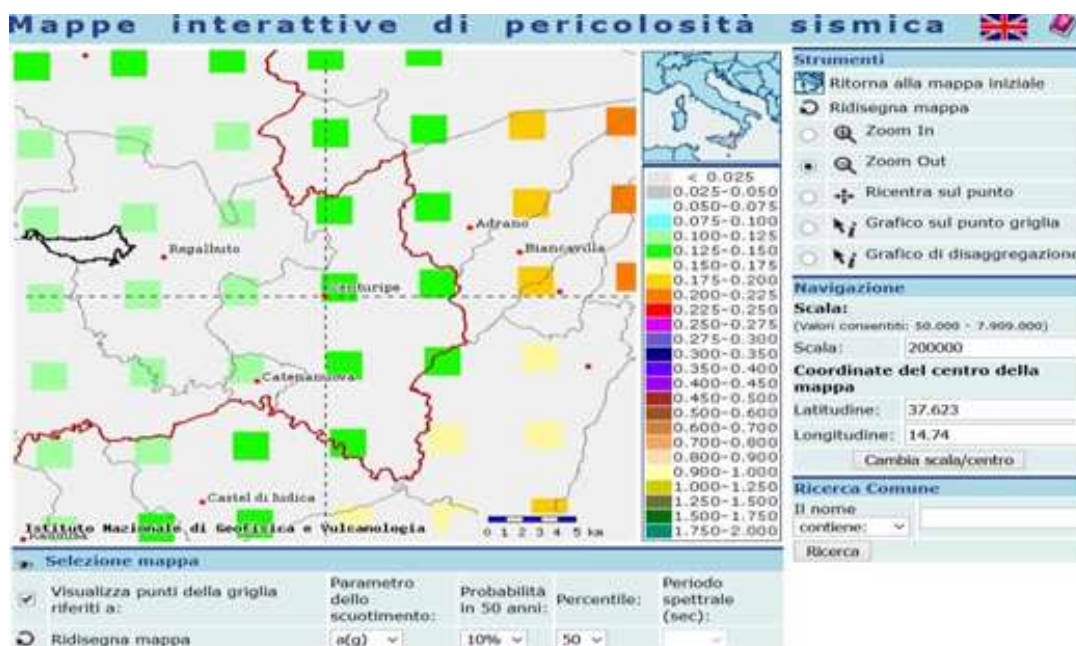 Mappe interattive di pericolosità sismica
Adrano
Biancavilla
Regalbuto
Centuripe
Catenanuova
Castel di Iudica
Istituto Nazionale di Geofisica e Vulcanologia
0 1 2 3 4 5 km
< 0.025
0.025-0.050
0.050-0.075
0.075-0.100
0.100-0.125
0.125-0.150
0.150-0.175
0.175-0.200
0.200-0.225
0.225-0.250
0.250-0.275
0.275-0.300
0.300-0.350
0.350-0.400
0.400-0.450
0.450-0.500
0.500-0.600
0.600-0.700
0.700-0.800
0.800-0.900
0.900-1.000
1.000-1.250
1.250-1.500
1.500-1.750
1.750-2.000
Strumenti
Ritorna alla mappa iniziale
Ridisegna mappa
Zoom In
Zoom Out
Ricentra sul punto
Grafico sul punto griglia
Grafico di disaggregazione
Navigazione
Scala:
(Valori consentiti: 50.000 - 7.909.000)
Scala: 200000
Coordinate del centro della
mappa
Latitudine: 37.623
Longitudine: 14.74
Cambia scala/centro
Ricerca Comune
Il nome
contiene:
Ricerca
Selezione mappa
Visualizza punti della griglia
riferiti a:
Parametro
dello
scuotimento:
Probabilità
in 50 anni:
Percentile:
Periodo
spettrale
(sec):
Ridisegna mappa
a(g) 10% 50